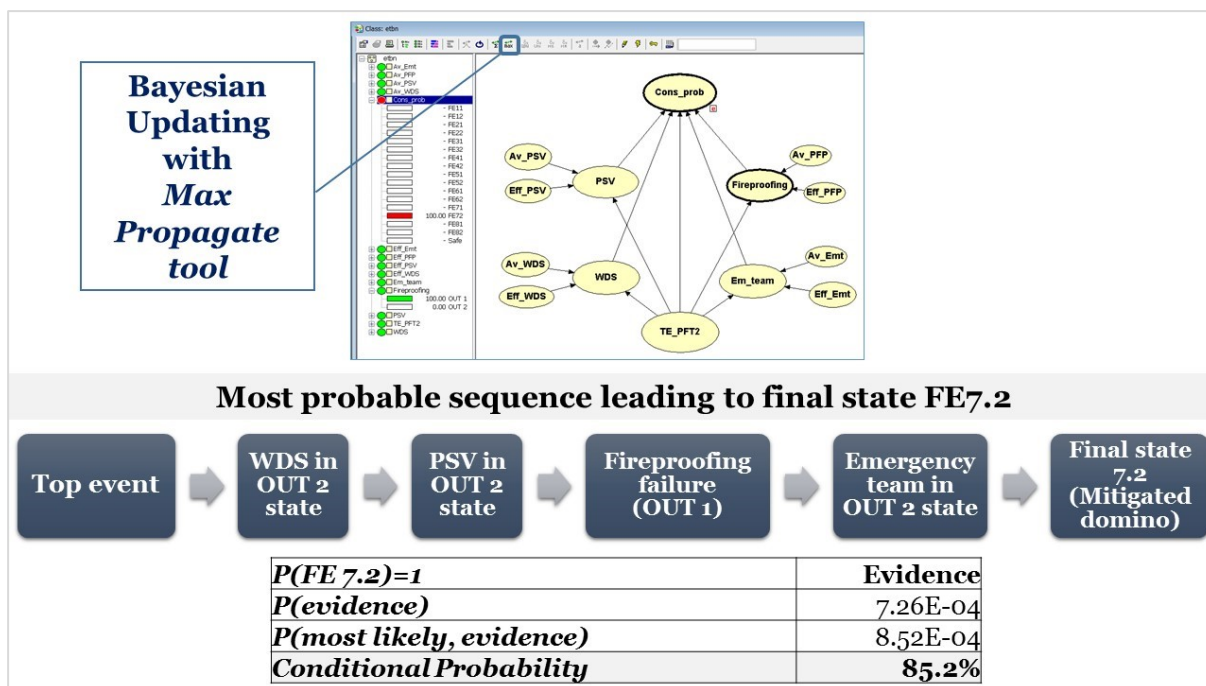 Class: etbn
Bayesian
Updating
with
Max
Propagate
tool
etbn
Av_Emt
Av_PFP
Av_PSV
Av_WDS
Cons_prob
- FE11
- FE12
- FE21
- FE22
- FE31
- FE32
- FE41
- FE42
- FE51
- FE52
- FE61
- FE62
- FE71
100.00 FE72
- FE81
- FE82
- Safe
Eff_Emt
Eff_PFP
Eff_PSV
Eff_WDS
Em_team
Fireproofing
100.00 OUT 1
0.00 OUT 2
PSV
TE_PFT2
WDS
Cons_prob
Av_PSV
Av_PFP
PSV
Fireproofing
Eff_PSV
Eff_PFP
Av_WDS
Av_Emt
WDS
Em_team
Eff_WDS
Eff_Emt
TE_PFT2
Most probable sequence leading to final state FE7.2
Top event
WDS in
OUT 2
state
PSV in
OUT 2
state
Fireproofing
failure
(OUT 1)
Emergency
team in
OUT 2 state
Final state
7.2
(Mitigated
domino)
P(FE 7.2)=1 Evidence
P(evidence) 7.26E-04
P(most likely, evidence) 8.52E-04
Conditional Probability 85.2%